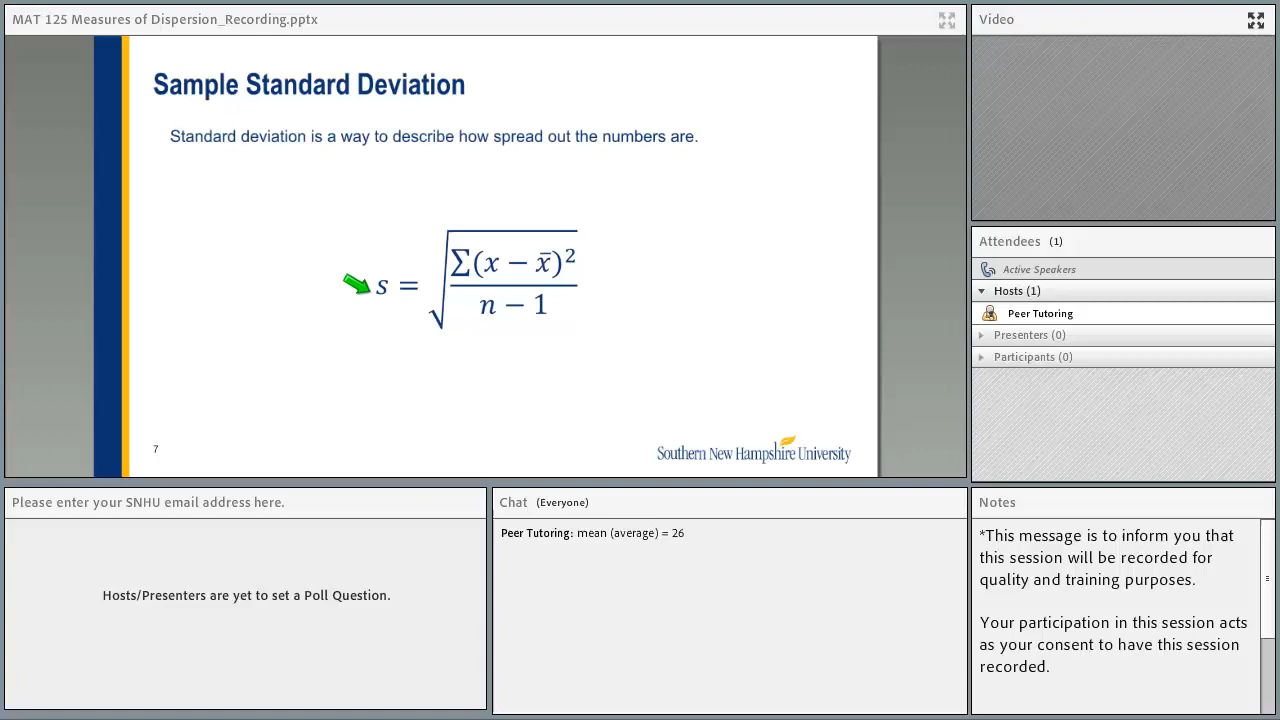 MAT 125 Measures of Dispersion_Recording.pptx
Sample Standard Deviation
Standard deviation is a way to describe how spread out the numbers are.
s = √(∑(x − x̄)² / (n − 1))
7
Southern New Hampshire University
Video
Attendees (1)
Active Speakers
Hosts (1)
Peer Tutoring
Presenters (0)
Participants (0)
Please enter your SNHU email address here.
Hosts/Presenters are yet to set a Poll Question.
Chat (Everyone)
Peer Tutoring: mean (average) = 26
Notes
*This message is to inform you that
this session will be recorded for
quality and training purposes.
Your participation in this session acts
as your consent to have this session
recorded.